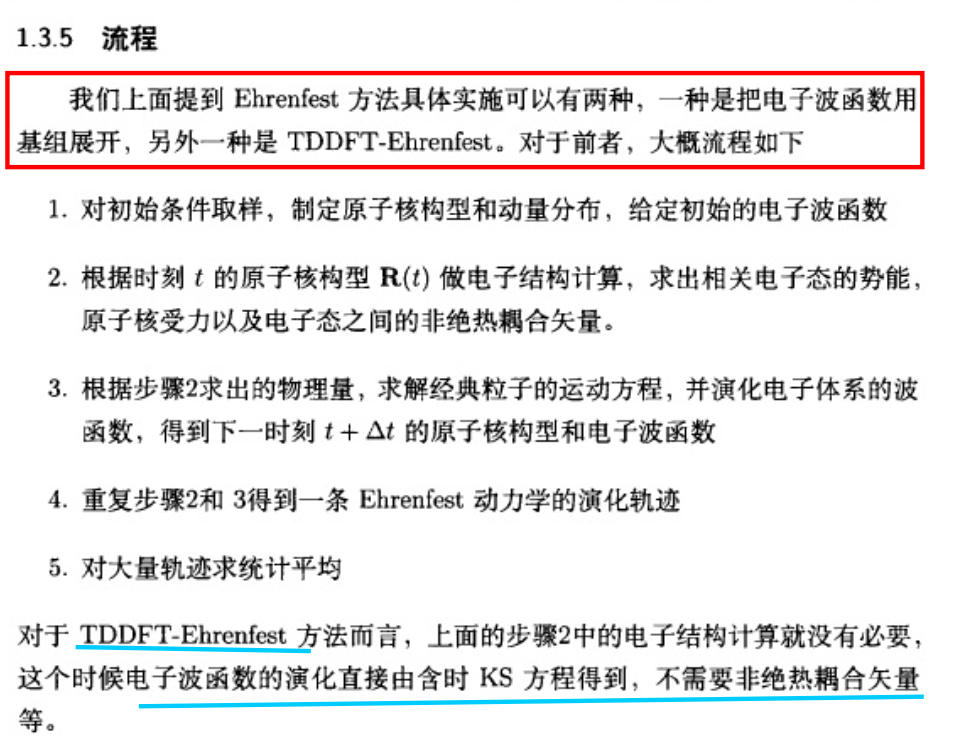 1.3.5 流程
我们上面提到 Ehrenfest 方法具体实施可以有两种，一种是把电子波函数用
基组展开，另外一种是 TDDFT-Ehrenfest。对于前者，大概流程如下
1. 对初始条件取样，制定原子核构型和动量分布，给定初始的电子波函数
2. 根据时刻 t 的原子核构型 R(t) 做电子结构计算，求出相关电子态的势能，
原子核受力以及电子态之间的非绝热耦合矢量。
3. 根据步骤2求出的物理量，求解经典粒子的运动方程，并演化电子体系的波
函数，得到下一时刻 t + Δt 的原子核构型和电子波函数
4. 重复步骤2和 3得到一条 Ehrenfest 动力学的演化轨迹
5. 对大量轨迹求统计平均
对于 TDDFT-Ehrenfest 方法而言，上面的步骤2中的电子结构计算就没有必要，
这个时候电子波函数的演化直接由含时 KS 方程得到，不需要非绝热耦合矢量
等。